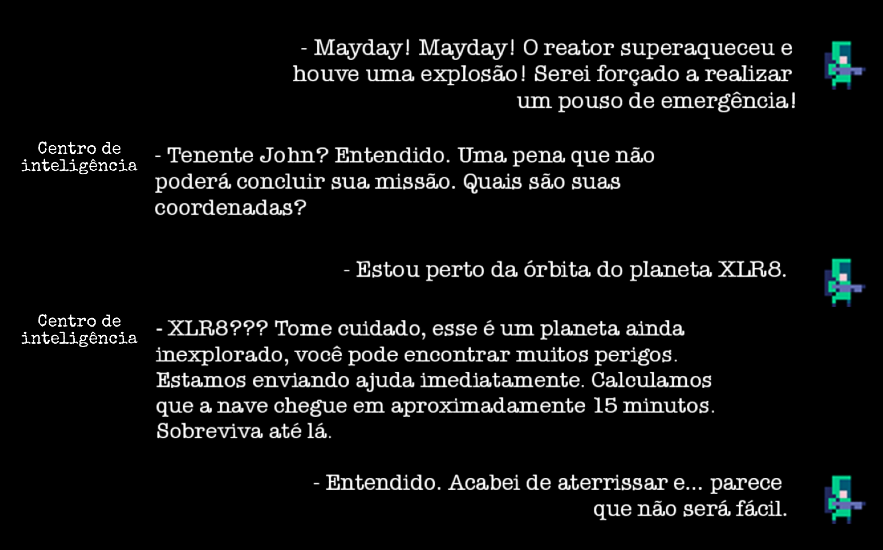 - Mayday! Mayday! O reator superaqueceu e
houve uma explosão! Serei forçado a realizar
um pouso de emergência!
Centro de
inteligência
- Tenente John? Entendido. Uma pena que não
poderá concluir sua missão. Quais são suas
coordenadas?
- Estou perto da órbita do planeta XLR8.
Centro de
inteligência
- XLR8??? Tome cuidado, esse é um planeta ainda
inexplorado, você pode encontrar muitos perigos.
Estamos enviando ajuda imediatamente. Calculamos
que a nave chegue em aproximadamente 15 minutos.
Sobreviva até lá.
- Entendido. Acabei de aterrissar e... parece
que não será fácil.